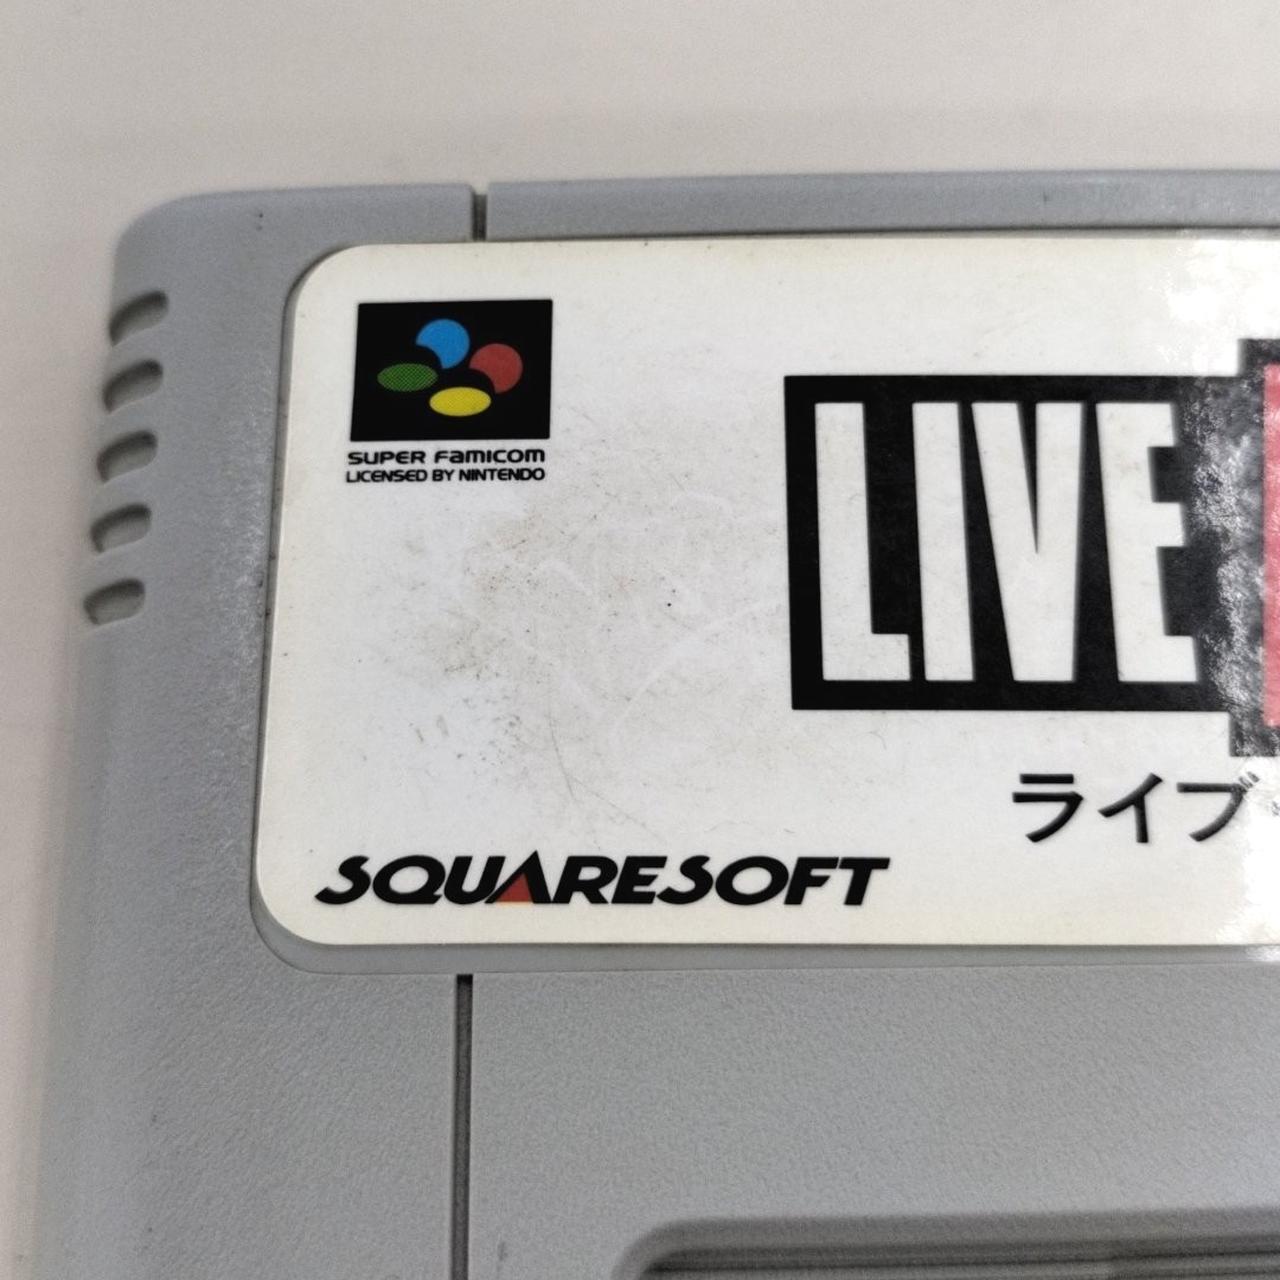 SUPER FAMICOM
LICENSED BY NINTENDO
LIVE
ライブ
SQUARESOFT